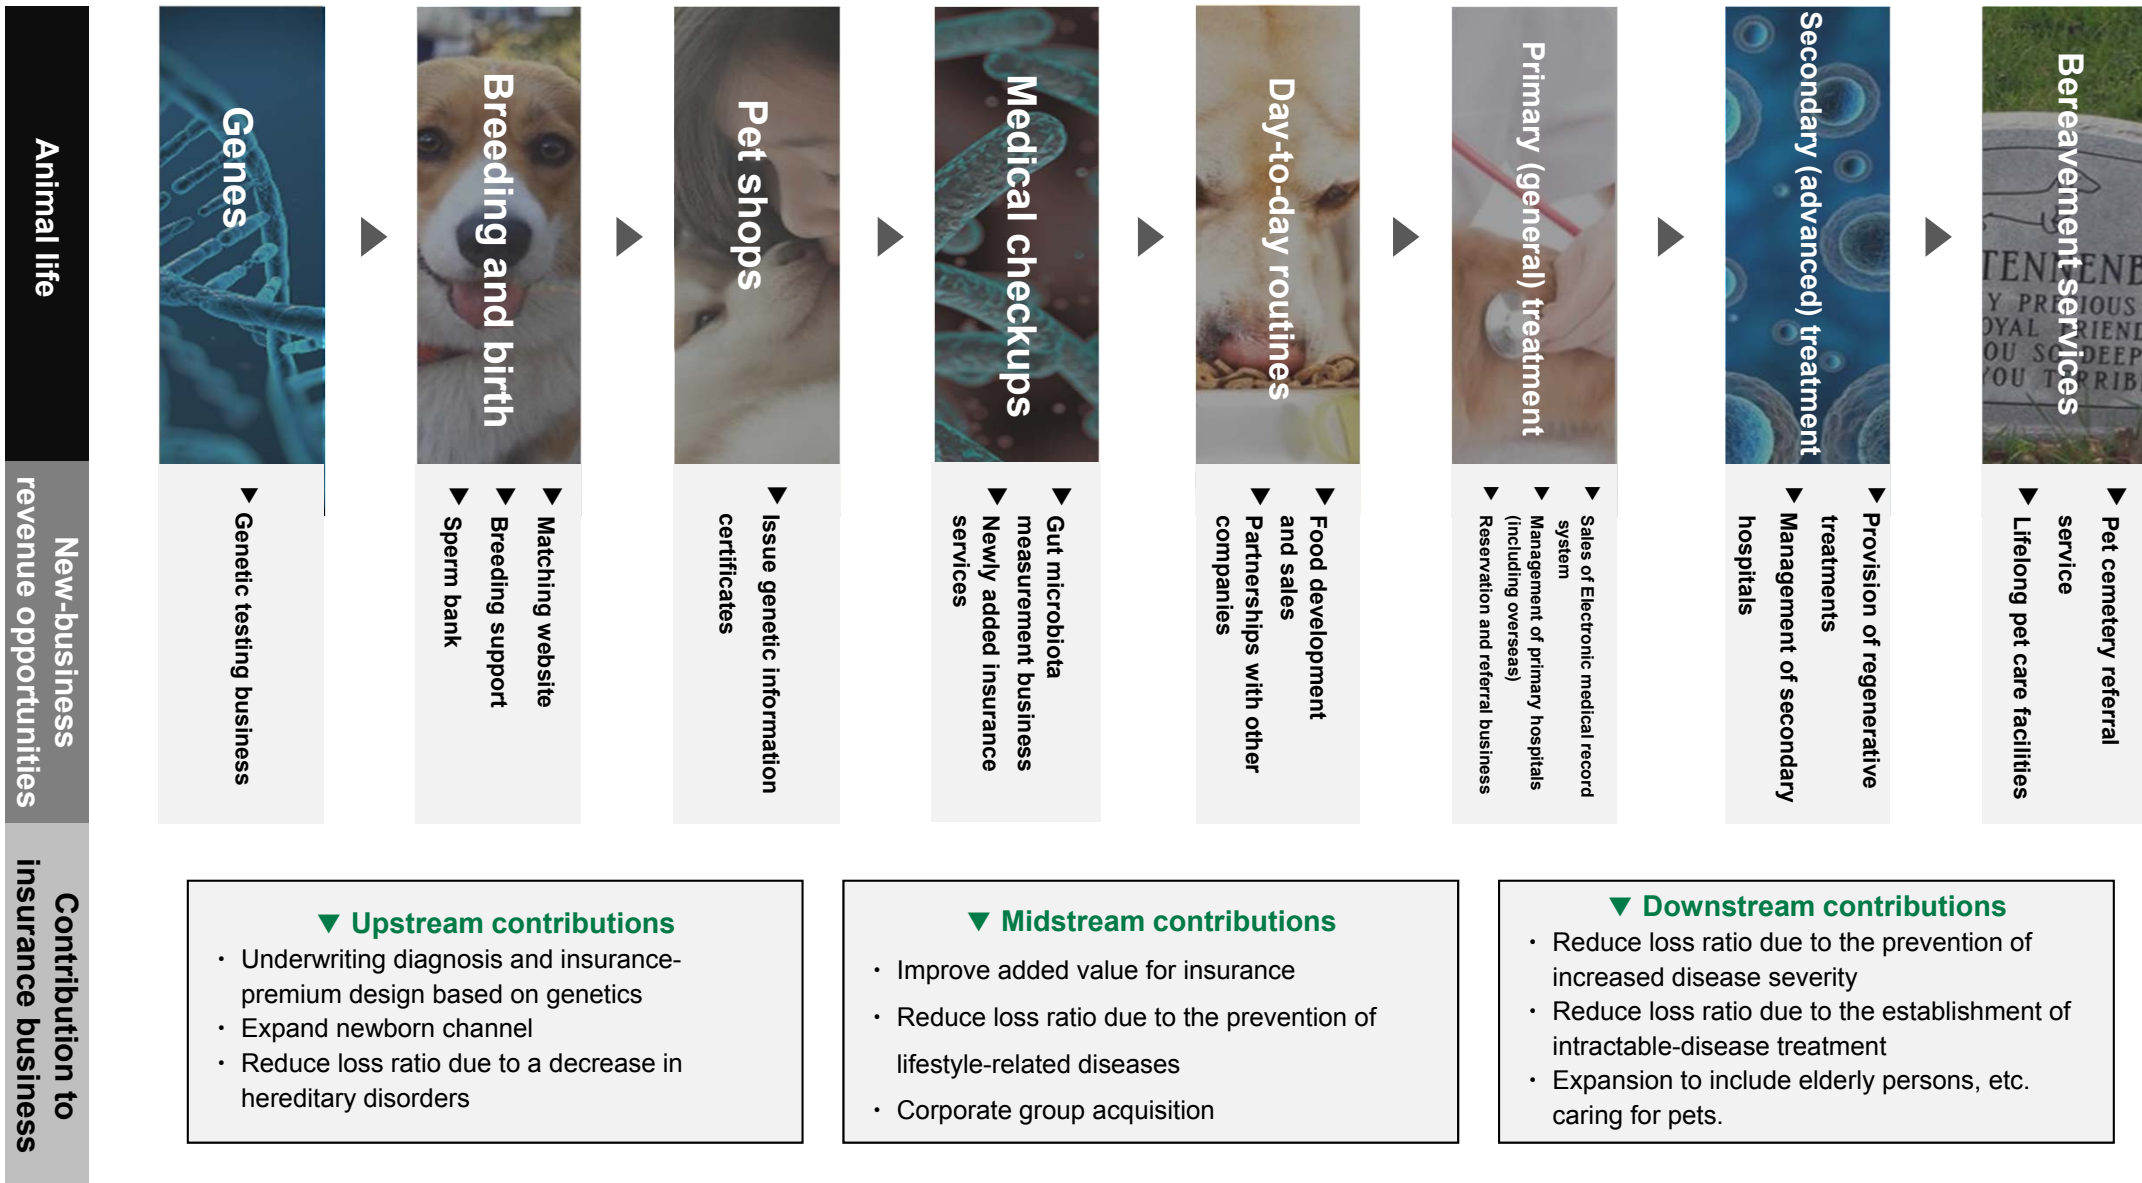 Animal life
Genes
Breeding and birth
Pet shops
Medical checkups
Day-to-day routines
Primary (general) treatment
Secondary (advanced) treatment
Bereavement services
New-business
revenue opportunities
▼ Genetic testing business
▼ Matching website
▼ Breeding support
▼ Sperm bank
▼ Issue genetic information
certificates
▼ Gut microbiota
measurement business
▼ Newly added insurance
services
▼ Food development
and sales
▼ Partnerships with other
companies
▼ Sales of Electronic medical record
system
▼ Management of primary hospitals
(including overseas)
▼ Reservation and referral business
▼ Provision of regenerative
treatments
▼ Management of secondary
hospitals
▼ Pet cemetery referral
service
▼ Lifelong pet care facilities
Contribution to
insurance business
▼ Upstream contributions
・ Underwriting diagnosis and insurance-
premium design based on genetics
・ Expand newborn channel
・ Reduce loss ratio due to a decrease in
hereditary disorders
▼ Midstream contributions
・ Improve added value for insurance
・ Reduce loss ratio due to the prevention of
lifestyle-related diseases
・ Corporate group acquisition
▼ Downstream contributions
・ Reduce loss ratio due to the prevention of
increased disease severity
・ Reduce loss ratio due to the establishment of
intractable-disease treatment
・ Expansion to include elderly persons, etc.
caring for pets.